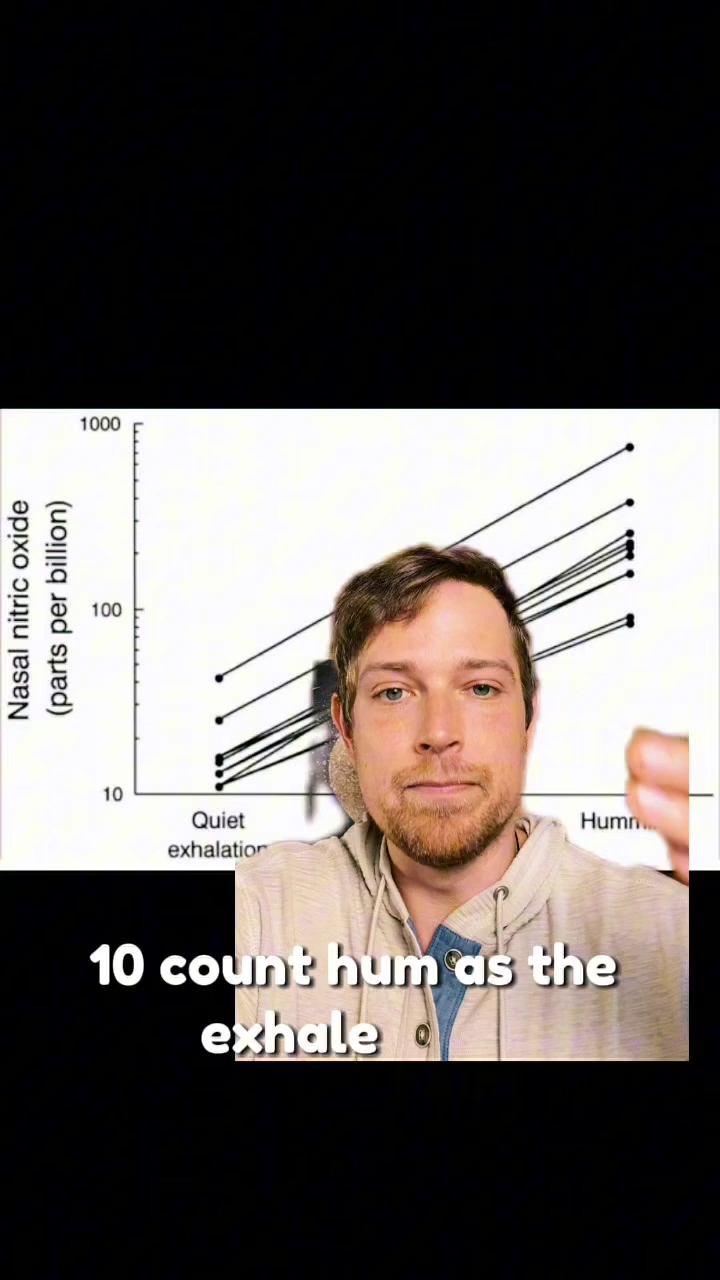 1000
Nasal nitric oxide
(parts per billion)
100
10
Quiet
exhalation
10 count hum as the
exhale